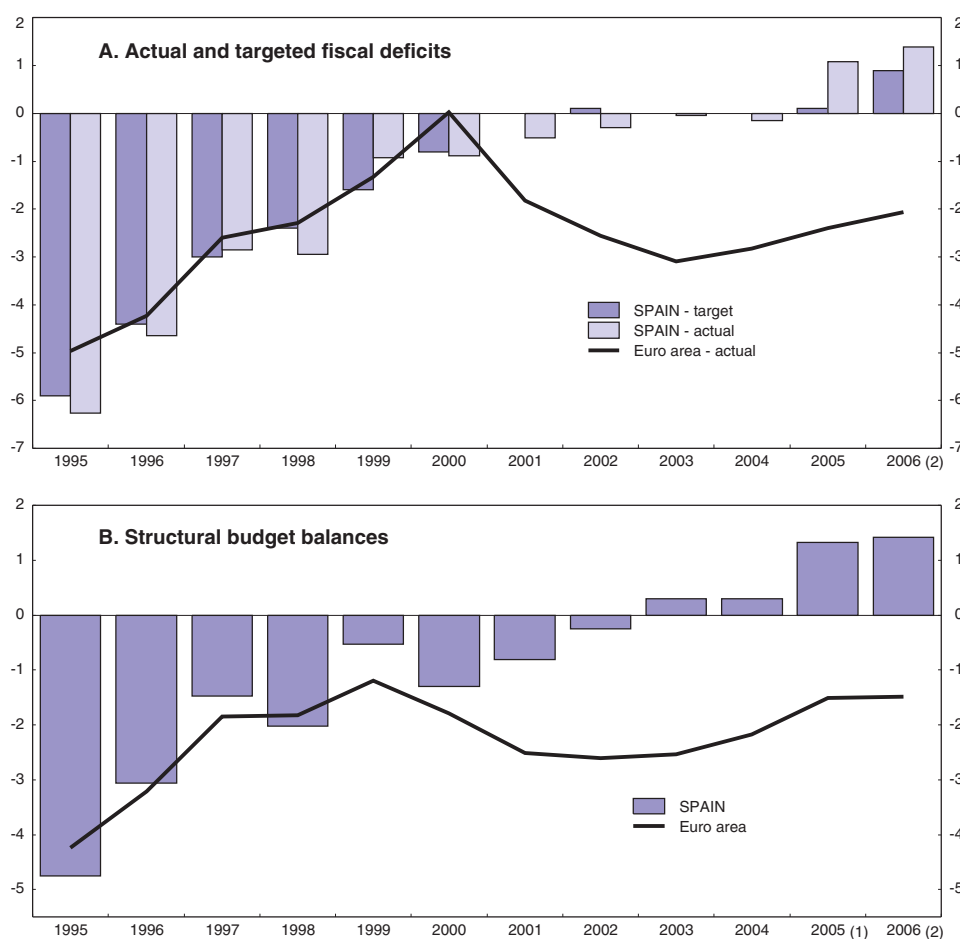 A. Actual and targeted fiscal deficits
2 2
1 1
0 0
-1 -1
-2 -2
-3 -3
-4 -4
-5 -5
-6 -6
-7 -7
SPAIN - target
SPAIN - actual
Euro area - actual
1995 1996 1997 1998 1999 2000 2001 2002 2003 2004 2005 2006 (2)
B. Structural budget balances
2 2
1 1
0 0
-1 -1
-2 -2
-3 -3
-4 -4
-5 -5
SPAIN
Euro area
1995 1996 1997 1998 1999 2000 2001 2002 2003 2004 2005 (1) 2006 (2)